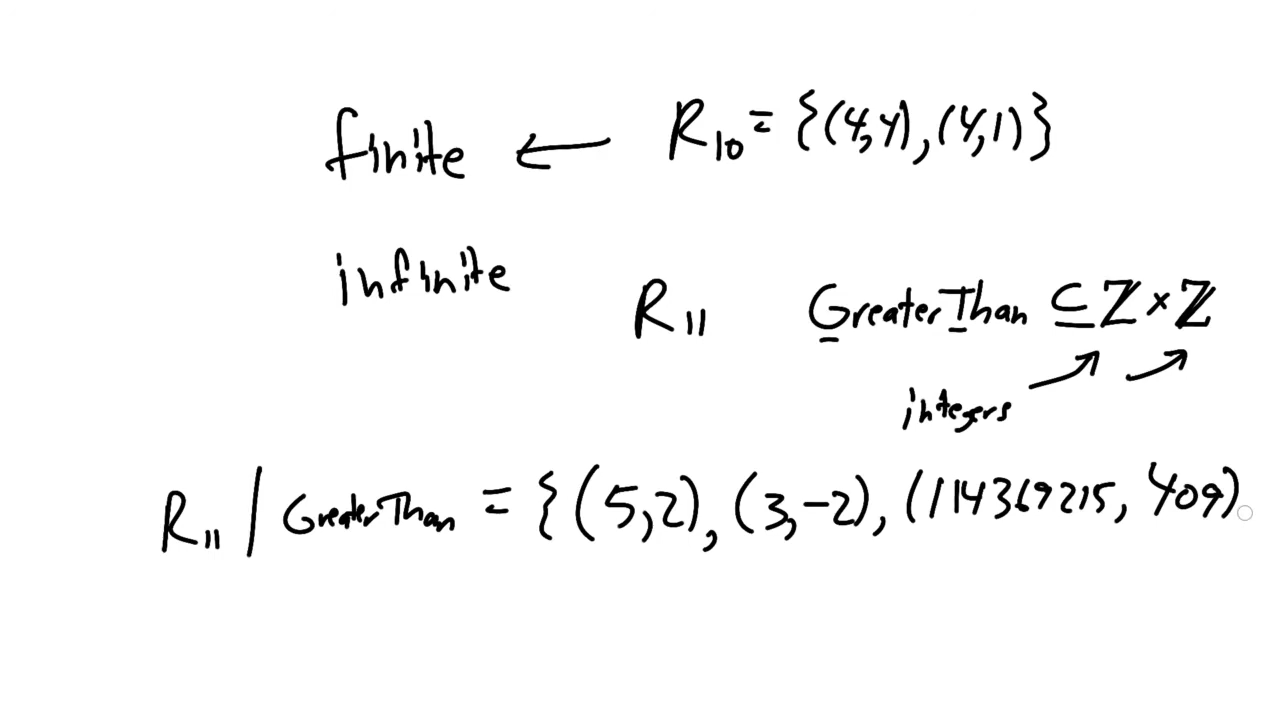 finite ← R₁₀ = {(4,4), (4,1)}
infinite
R₁₁ GreaterThan ⊆ ℤ × ℤ
integers
R₁₁ / GreaterThan = {(5,2), (3,-2), (114369215, 409)